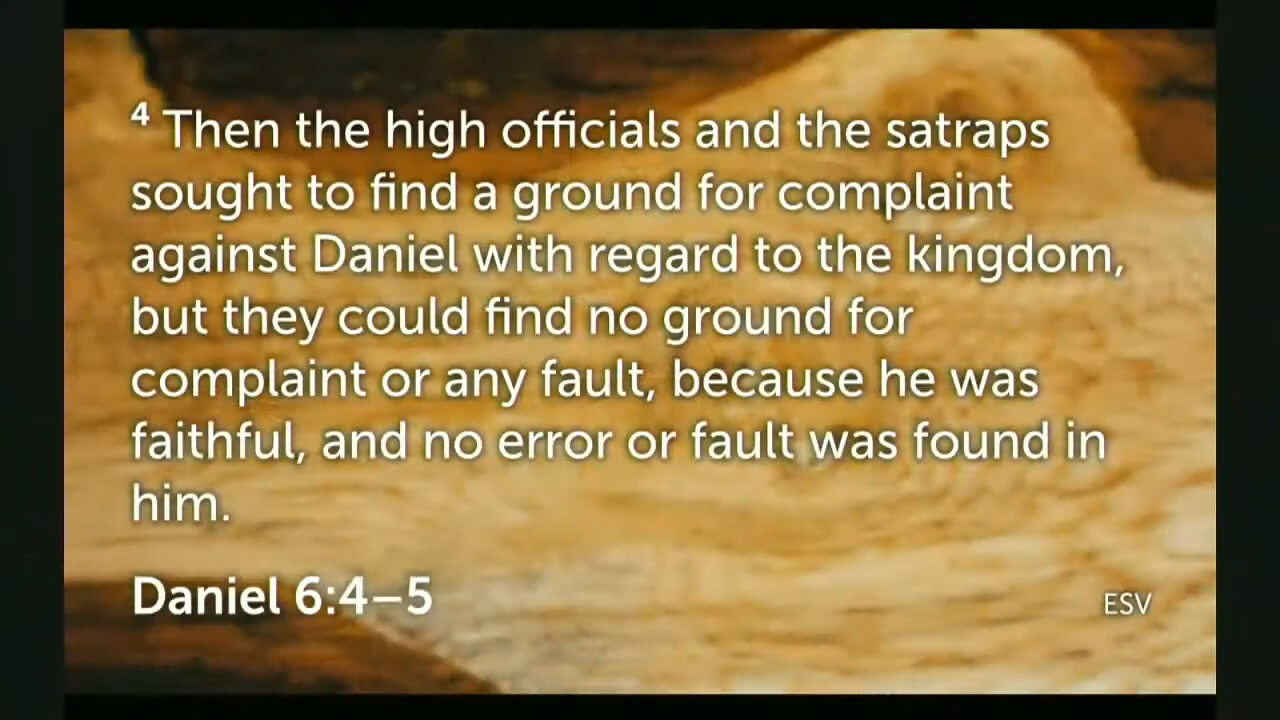 4 Then the high officials and the satraps
sought to find a ground for complaint
against Daniel with regard to the kingdom,
but they could find no ground for
complaint or any fault, because he was
faithful, and no error or fault was found in
him.
Daniel 6:4–5
ESV